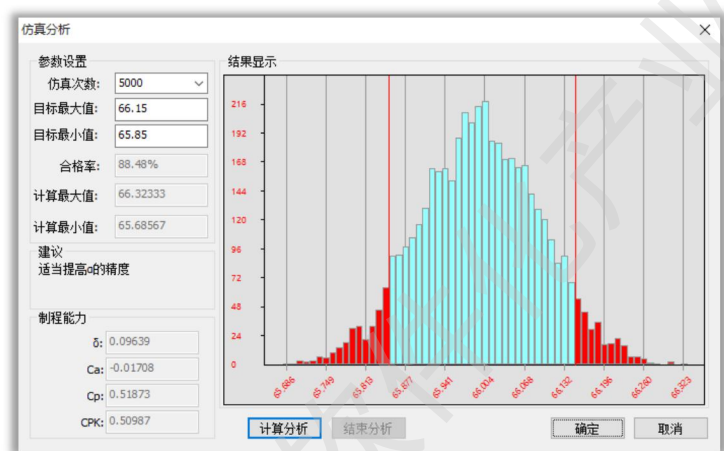 仿真分析
参数设置
仿真次数: 5000
目标最大值: 66.15
目标最小值: 65.85
合格率: 88.48%
计算最大值: 66.32333
计算最小值: 65.68567
建议
适当提高α的精度
制程能力
δ: 0.09639
Ca: -0.01708
Cp: 0.51873
CPK: 0.50987
结果显示
216
192
168
144
120
96
72
48
24
0
65.686 65.749 65.813 65.877 65.941 66.004 66.068 66.132 66.196 66.260 66.323
计算分析 结束分析 确定 取消
软件化产业